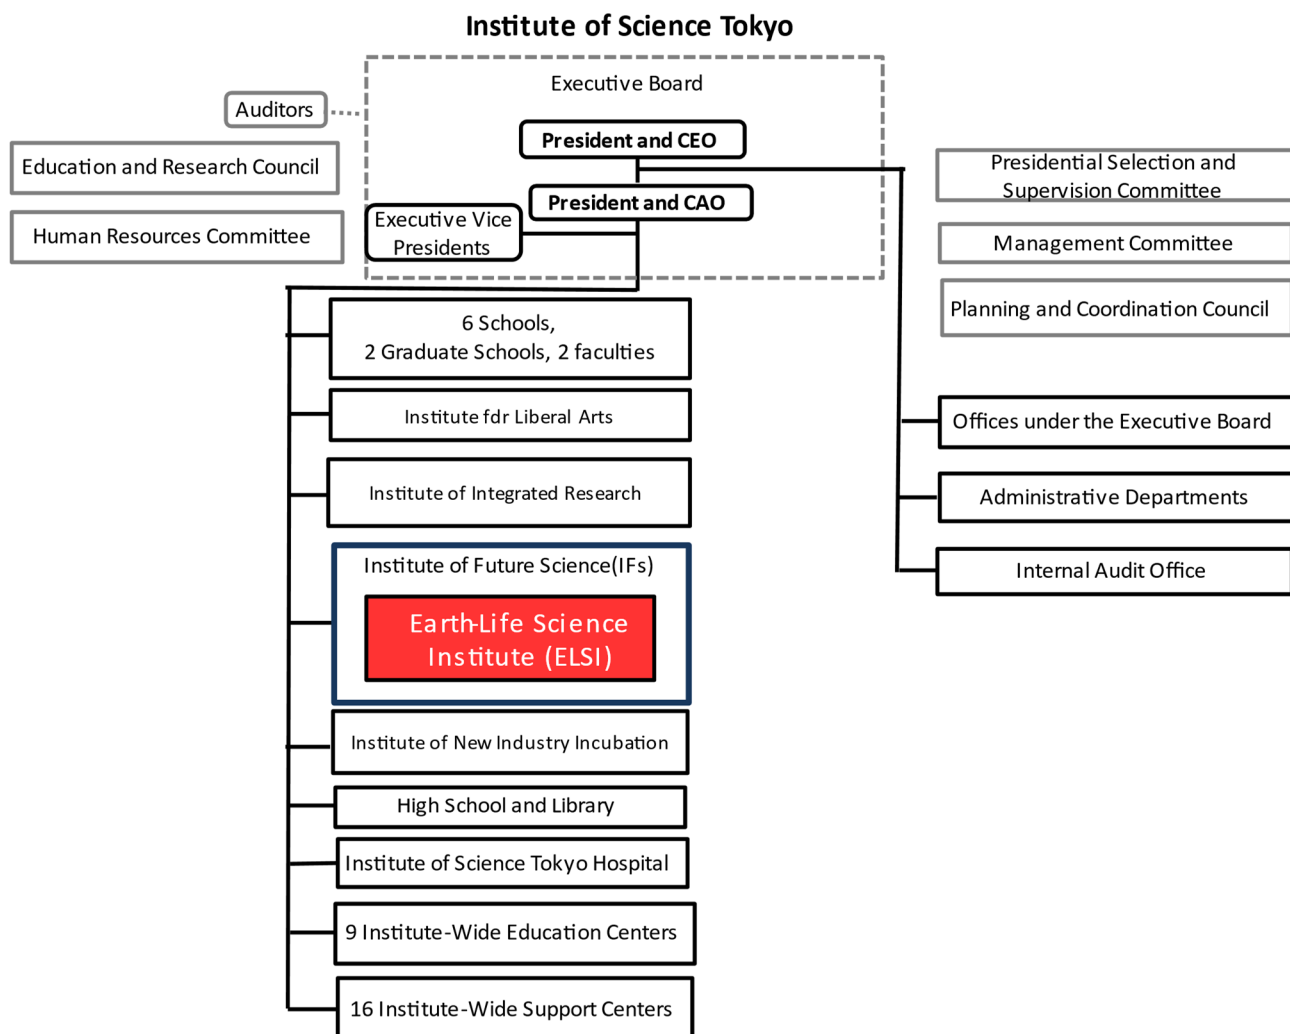 Institute of Science Tokyo
Executive Board
Auditors
President and CEO
Education and Research Council
Presidential Selection and
Supervision Committee
President and CAO
Executive Vice
Presidents
Human Resources Committee
Management Committee
Planning and Coordination Council
6 Schools,
2 Graduate Schools, 2 faculties
Institute fdr Liberal Arts
Offices under the Executive Board
Institute of Integrated Research
Administrative Departments
Institute of Future Science(IFs)
Internal Audit Office
Earth-Life Science
Institute (ELSI)
Institute of New Industry Incubation
High School and Library
Institute of Science Tokyo Hospital
9 Institute-Wide Education Centers
16 Institute-Wide Support Centers